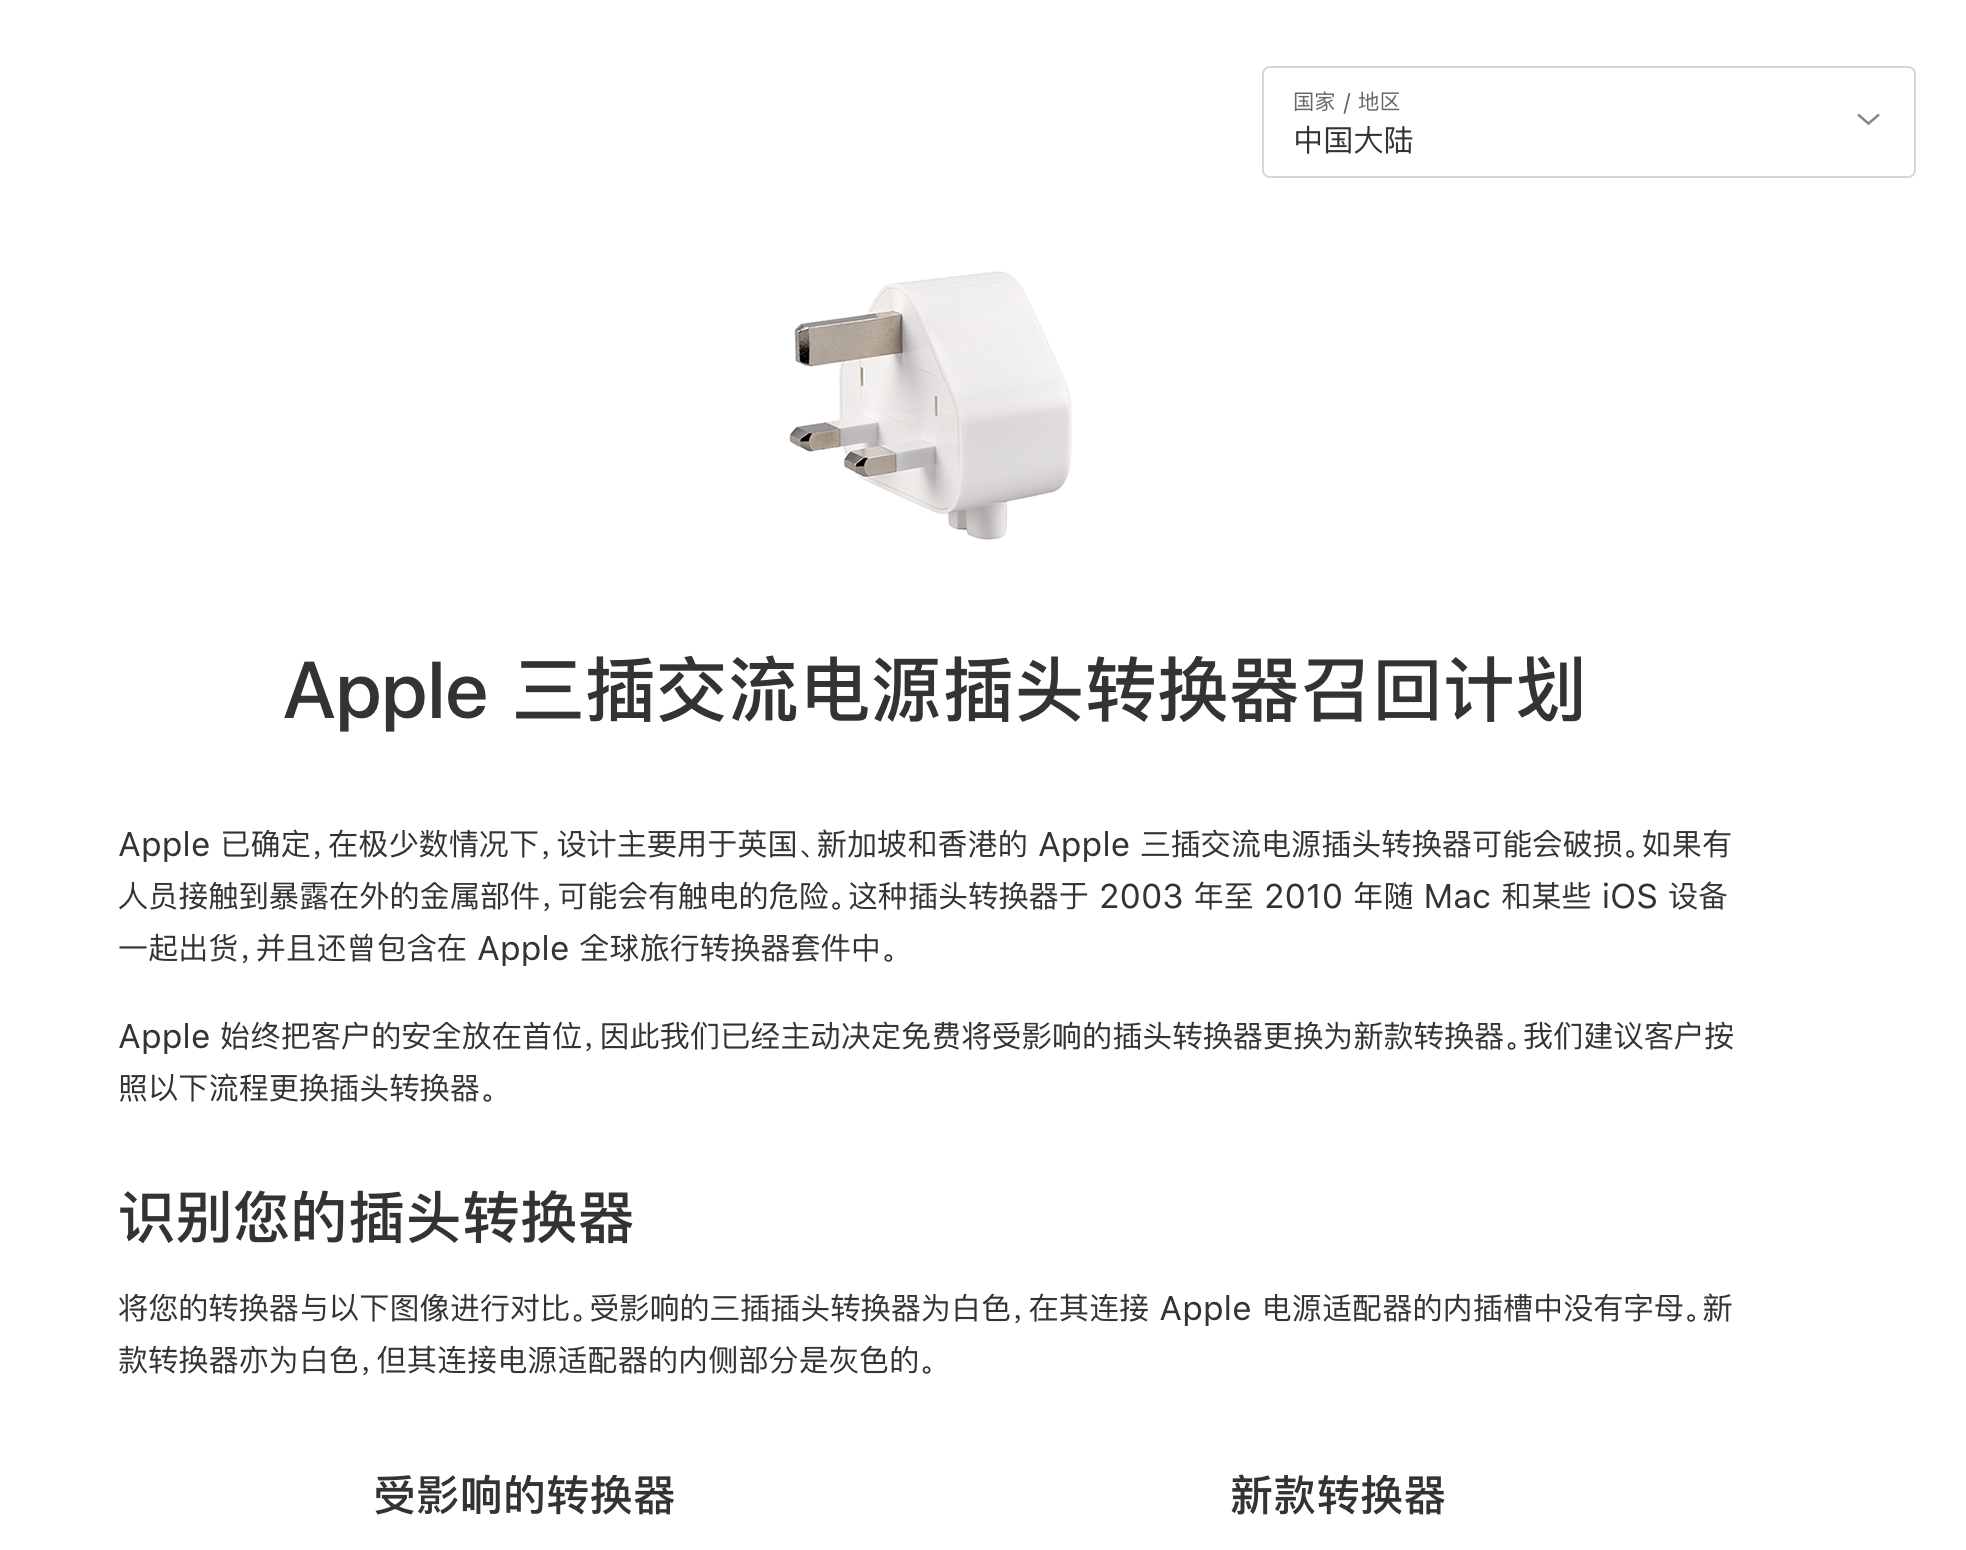 国家 / 地区
中国大陆
Apple 三插交流电源插头转换器召回计划
Apple 已确定，在极少数情况下，设计主要用于英国、新加坡和香港的 Apple 三插交流电源插头转换器可能会破损。如果有
人员接触到暴露在外的金属部件，可能会有触电的危险。这种插头转换器于 2003 年至 2010 年随 Mac 和某些 iOS 设备
一起出货，并且还曾包含在 Apple 全球旅行转换器套件中。
Apple 始终把客户的安全放在首位，因此我们已经主动决定免费将受影响的插头转换器更换为新款转换器。我们建议客户按
照以下流程更换插头转换器。
识别您的插头转换器
将您的转换器与以下图像进行对比。受影响的三插插头转换器为白色，在其连接 Apple 电源适配器的内插槽中没有字母。新
款转换器亦为白色，但其连接电源适配器的内侧部分是灰色的。
受影响的转换器
新款转换器